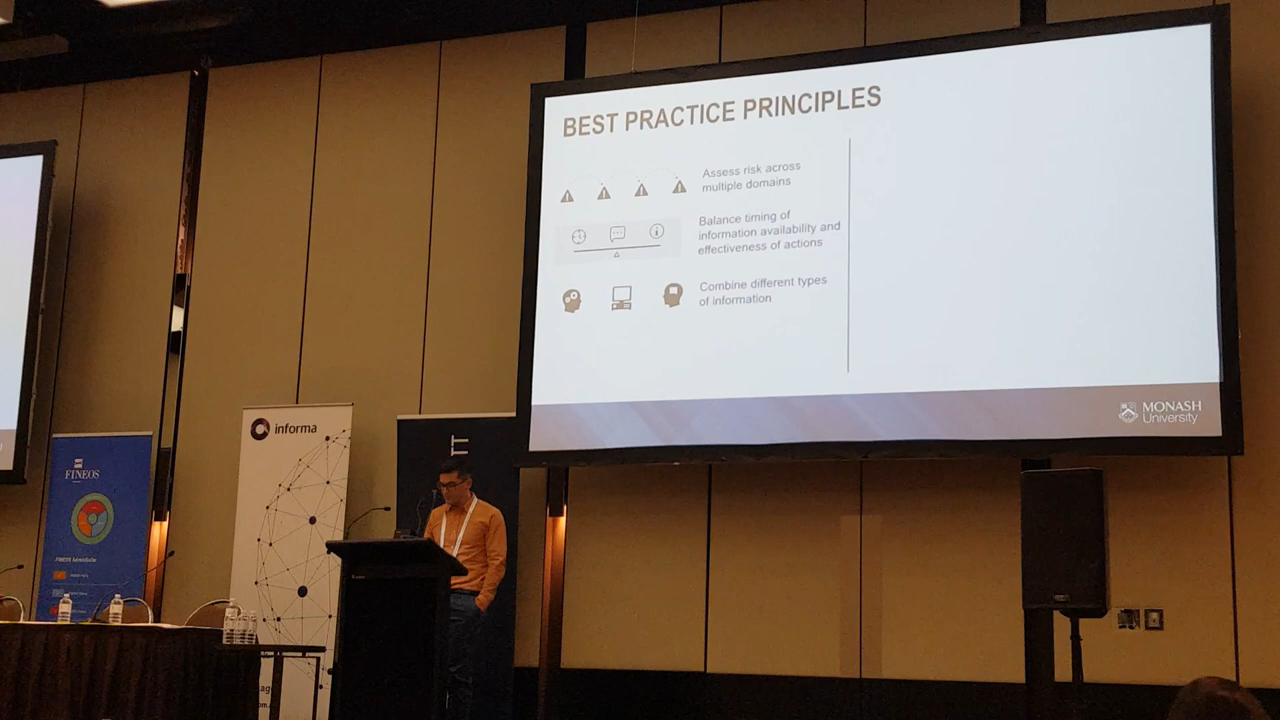 BEST PRACTICE PRINCIPLES
Assess risk across
multiple domains
Balance timing of
information availability and
effectiveness of actions
Combine different types
of information
MONASH
University
informa
FINEOS
TT